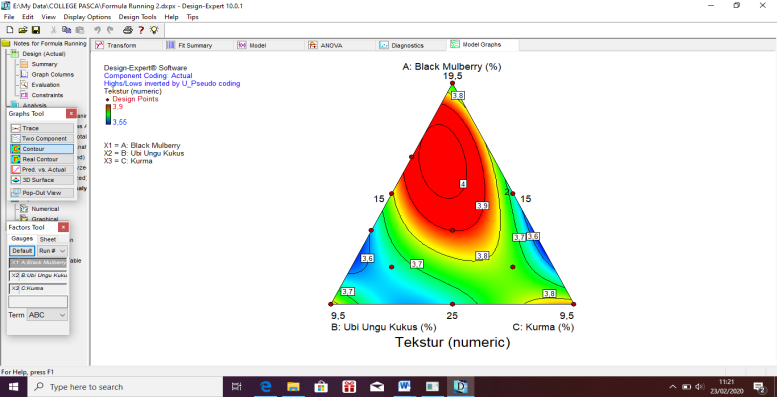 E:\My Data\COLLEGE PASCA\Formula Running 2.dxpx - Design-Expert 10.0.1
File Edit View Display Options Design Tools Help Tips
Notes for Formula Running
Design (Actual)
Summary
Graph Columns
Evaluation
Constraints
Analysis
Numerical
Graphical
Transform
Fit Summary
Model
ANOVA
Diagnostics
Model Graphs
Graphs Tool
Trace
Two Component
Contour
Real Contour
Pred. vs. Actual
3D Surface
Pop-Out View
Factors Tool
Gauges Sheet
Default Run #
X1 A:Black Mulberry
X2 B:Ubi Ungu Kuku
X3 C:Kurma
Term ABC
Design-Expert® Software
Component Coding: Actual
Highs/Lows inverted by U_Pseudo coding
Tekstur (numeric)
Design Points
3.9
3.55
X1 = A: Black Mulberry
X2 = B: Ubi Ungu Kukus
X3 = C: Kurma
A: Black Mulberry (%)
19.5
3.8
4
15
2
15
3.9
3.7
3.6
3.8
3.6
3.7
3.7
3.8
9.5
25
9.5
B: Ubi Ungu Kukus (%)
C: Kurma (%)
Tekstur (numeric)
For Help, press F1
Type here to search
11:21
23/02/2020
2